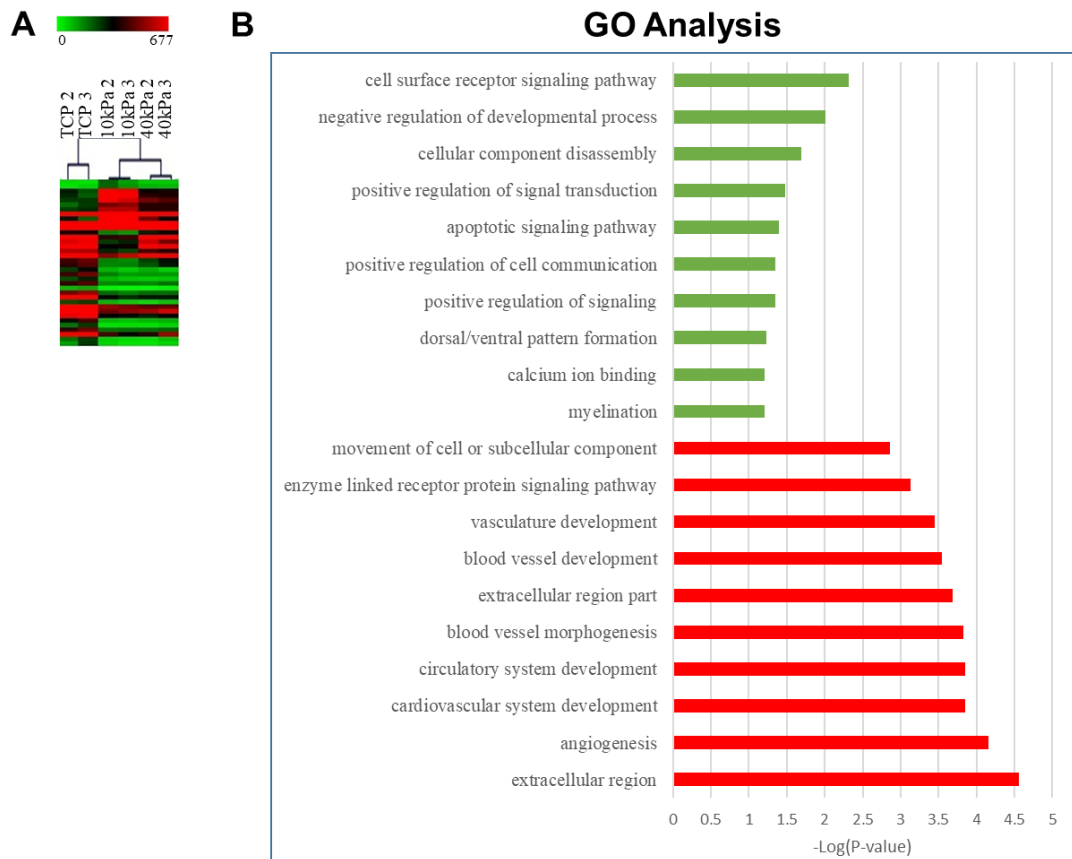 A
0 677
TCP 2
TCP 3
10kPa 2
10kPa 3
40kPa 2
40kPa 3
B
GO Analysis
cell surface receptor signaling pathway
negative regulation of developmental process
cellular component disassembly
positive regulation of signal transduction
apoptotic signaling pathway
positive regulation of cell communication
positive regulation of signaling
dorsal/ventral pattern formation
calcium ion binding
myelination
movement of cell or subcellular component
enzyme linked receptor protein signaling pathway
vasculature development
blood vessel development
extracellular region part
blood vessel morphogenesis
circulatory system development
cardiovascular system development
angiogenesis
extracellular region
0 0.5 1 1.5 2 2.5 3 3.5 4 4.5 5
-Log(P-value)